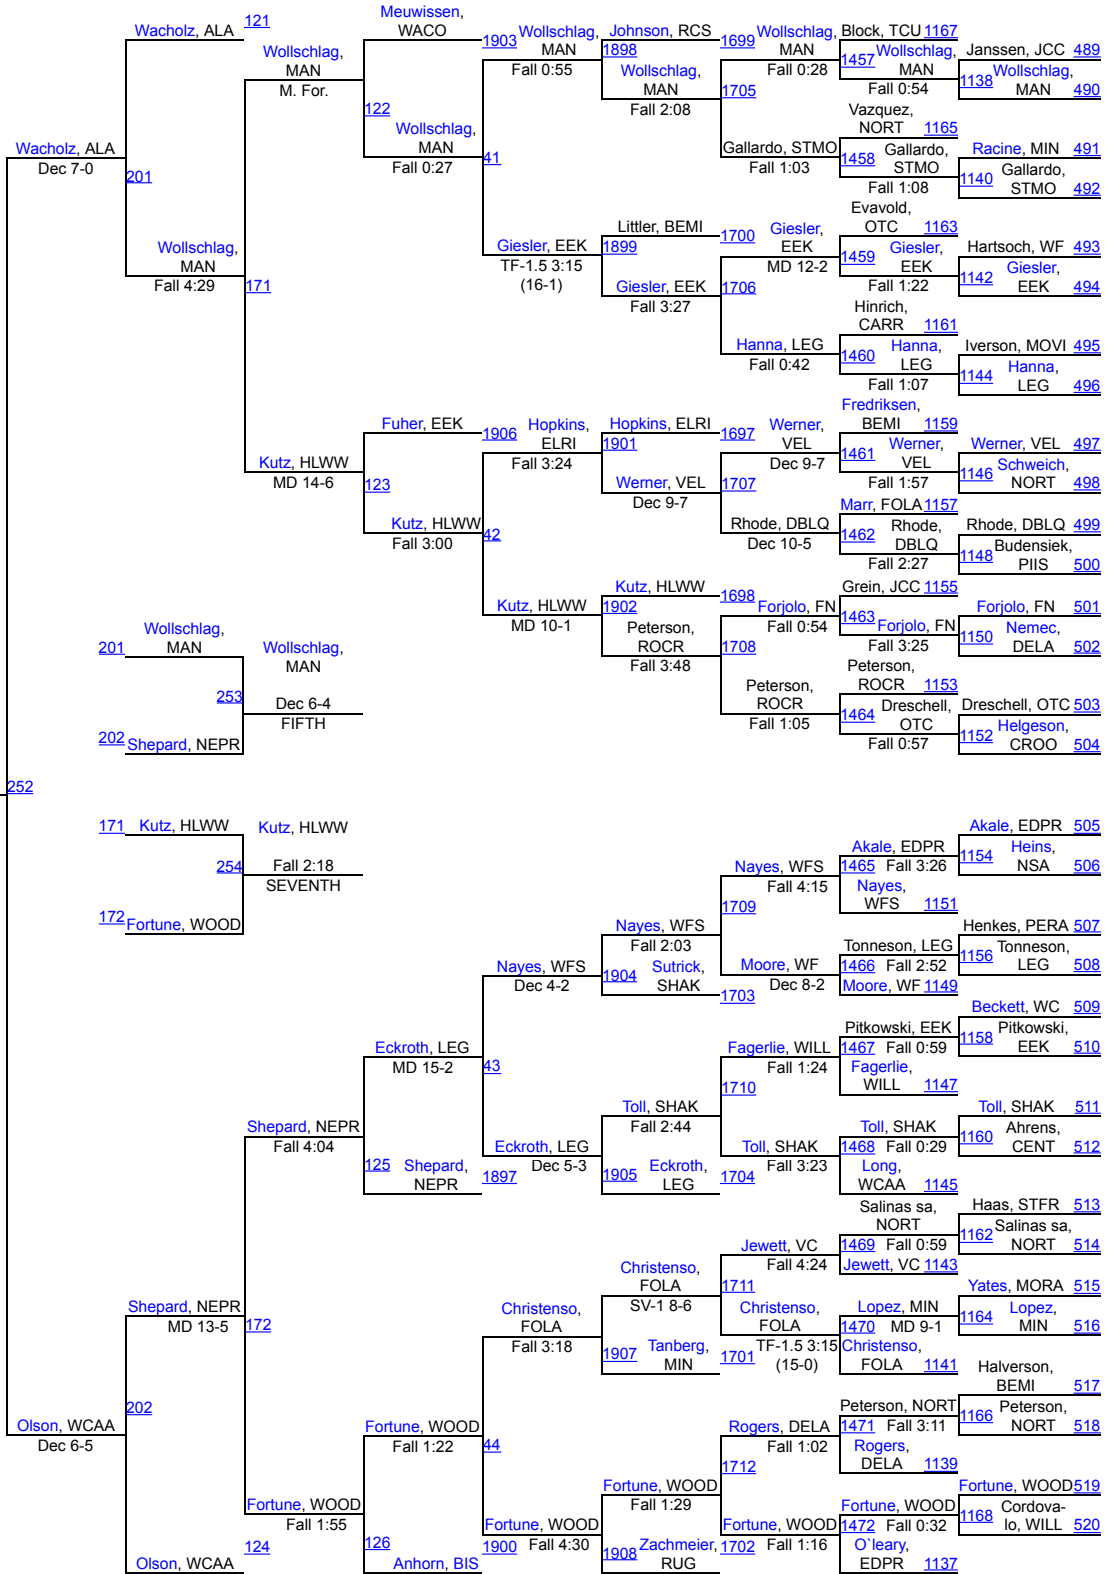 Wacholz, ALA 121
Meuwissen, WACO
1903
Wollschlag, MAN
Fall 0:55
Johnson, RCS 1699
1898
Wollschlag, MAN
Fall 0:28
Block, TCU 1167
1457 Wollschlag, MAN
Fall 0:54
Janssen, JCC 489
1138 Wollschlag, MAN 490
Wollschlag, MAN
M. For.
122
Wollschlag, MAN
Fall 0:27
41
Wollschlag, MAN
Fall 2:08
1705
Vazquez, NORT 1165
Gallardo, STMO
Fall 1:03
1458 Gallardo, STMO
Fall 1:08
Racine, MIN 491
1140 Gallardo, STMO 492
Wacholz, ALA
Dec 7-0
201
Wollschlag, MAN
Fall 4:29
171
Giesler, EEK
TF-1.5 3:15
(16-1)
Littler, BEMI 1700
1899
Giesler, EEK
Fall 3:27
1706
Giesler, EEK
MD 12-2
Evavold, OTC 1163
1459 Giesler, EEK
Fall 1:22
Hartsoch, WF 493
1142 Giesler, EEK 494
Hinrich, CARR 1161
Hanna, LEG
Fall 0:42
1460 Hanna, LEG
Fall 1:07
Iverson, MOVI 495
1144 Hanna, LEG 496
Kutz, HLWW
MD 14-6
Fuher, EEK 1906
123
Kutz, HLWW
Fall 3:00
42
Hopkins, ELRI
Fall 3:24
Hopkins, ELRI 1697
1901
Werner, VEL
Dec 9-7
1707
Werner, VEL
Dec 9-7
Fredriksen, BEMI 1159
1461 Werner, VEL
Fall 1:57
Werner, VEL 497
1146 Schweich, NORT 498
Rhode, DBLQ
Dec 10-5
Marr, FOLA 1157
1462 Rhode, DBLQ
Fall 2:27
Rhode, DBLQ 499
1148 Budensiek, PIIS 500
Kutz, HLWW
MD 10-1
Kutz, HLWW 1698
1902
Peterson, ROCR
Fall 3:48
1708
Forjolo, FN
Fall 0:54
Grein, JCC 1155
1463 Forjolo, FN
Fall 3:25
Forjolo, FN 501
1150 Nemec, DELA 502
Peterson, ROCR
Fall 1:05
Peterson, ROCR 1153
1464 Dreschell, OTC
Fall 0:57
Dreschell, OTC 503
1152 Helgeson, CROO 504
201 Wollschlag, MAN
253
Wollschlag, MAN
Dec 6-4
FIFTH
202 Shepard, NEPR
252
171 Kutz, HLWW
254
Kutz, HLWW
Fall 2:18
SEVENTH
172 Fortune, WOOD
Akale, EDPR 505
1154 Heins, NSA 506
Akale, EDPR
1465 Fall 3:26
Nayes, WFS 1151
Nayes, WFS
Fall 4:15
1709
Henkes, PERA 507
1156 Tonneson, LEG 508
Tonneson, LEG
1466 Fall 2:52
Moore, WF 1149
Moore, WF
Dec 8-2
Nayes, WFS
Fall 2:03
1904 Sutrick, SHAK 1703
Nayes, WFS
Dec 4-2
43
Beckett, WC 509
1158 Pitkowski, EEK 510
Pitkowski, EEK
1467 Fall 0:59
Fagerlie, WILL 1147
Fagerlie, WILL
Fall 1:24
1710
Toll, SHAK 511
1160 Ahrens, CENT 512
Toll, SHAK
1468 Fall 0:29
Long, WCAA 1145
Toll, SHAK
Fall 3:23
Toll, SHAK
Fall 2:44
1905 Eckroth, LEG 1704
Eckroth, LEG
Dec 5-3
Eckroth, LEG
MD 15-2
125 Shepard, NEPR 1897
Shepard, NEPR
Fall 4:04
172
Haas, STFR 513
1162 Salinas sa, NORT 514
Salinas sa, NORT
1469 Fall 0:59
Jewett, VC 1143
Jewett, VC
Fall 4:24
1711
Yates, MORA 515
1164 Lopez, MIN 516
Lopez, MIN
1470 MD 9-1
Christenso, FOLA 1141
Christenso, FOLA
TF-1.5 3:15
(15-0)
Christenso, FOLA
SV-1 8-6
1907 Tanberg, MIN 1701
Christenso, FOLA
Fall 3:18
44
Shepard, NEPR
MD 13-5
202
Olson, WCAA
Dec 6-5
Halverson, BEMI 517
1166 Peterson, NORT 518
Peterson, NORT
1471 Fall 3:11
Rogers, DELA 1139
Rogers, DELA
Fall 1:02
1712
Fortune, WOOD 519
1168 Cordova-lo, WILL 520
Fortune, WOOD
1472 Fall 0:32
O`leary, EDPR 1137
Fortune, WOOD
Fall 1:16
Fortune, WOOD
Fall 1:29
1908 Zachmeier, RUG 1702
Fortune, WOOD
Fall 4:30
Fortune, WOOD
Fall 1:22
126
Anhorn, BIS 1900
Fortune, WOOD
Fall 1:55
Olson, WCAA 124